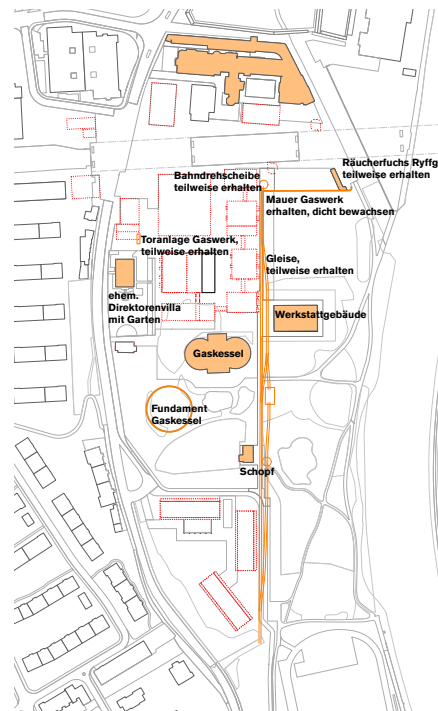 Räucherfuchs Ryffg
teilweise erhalten
Bahndrehscheibe
teilweise erhalten
Mauer Gaswerk
erhalten, dicht bewachsen
Toranlage Gaswerk,
teilweise erhalten
Gleise,
teilweise erhalten
ehem.
Direktorenvilla
mit Garten
Werkstattgebäude
Gaskessel
Fundament
Gaskessel
Schopf